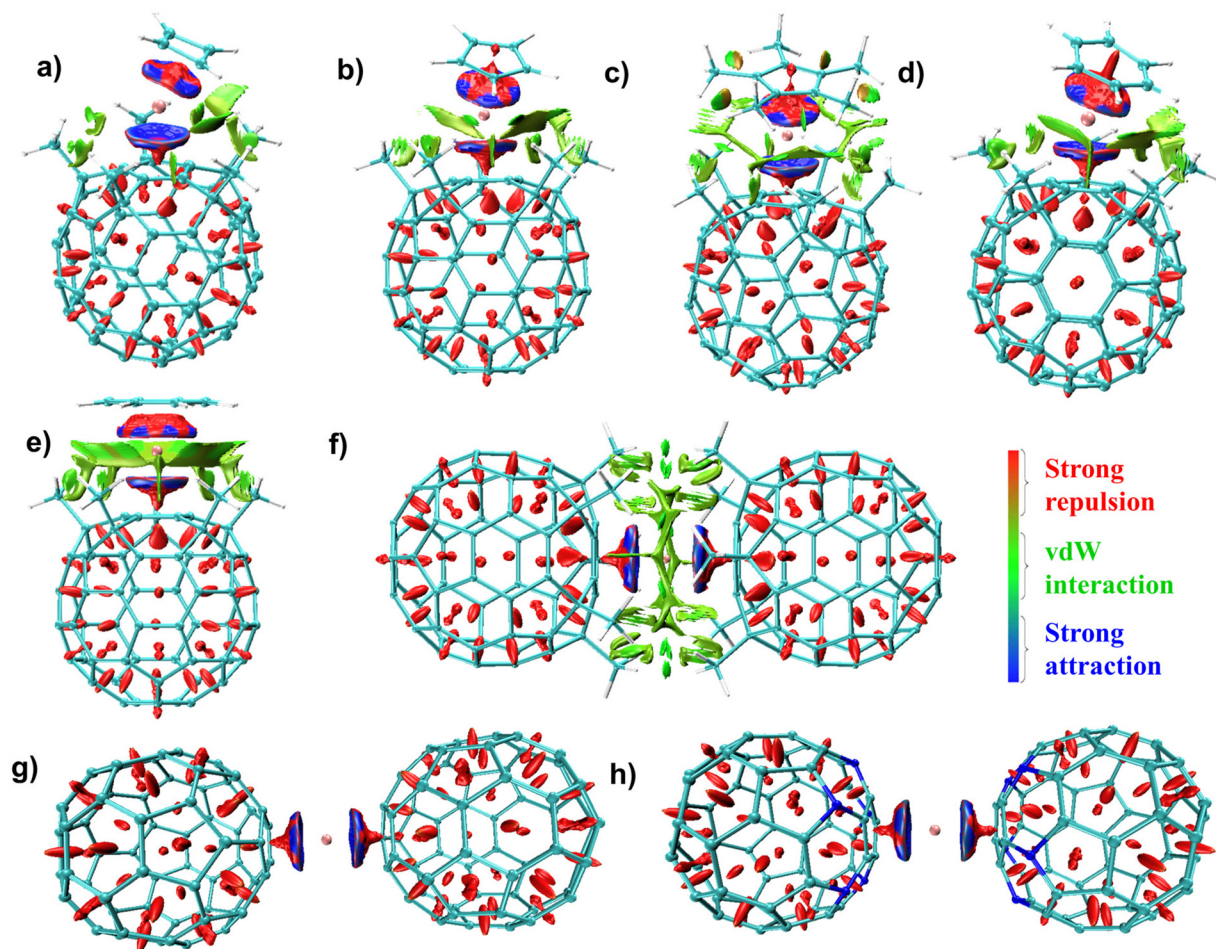 a)
b)
c)
d)
e)
f)
Strong
repulsion
vdW
interaction
Strong
attraction
g)
h)